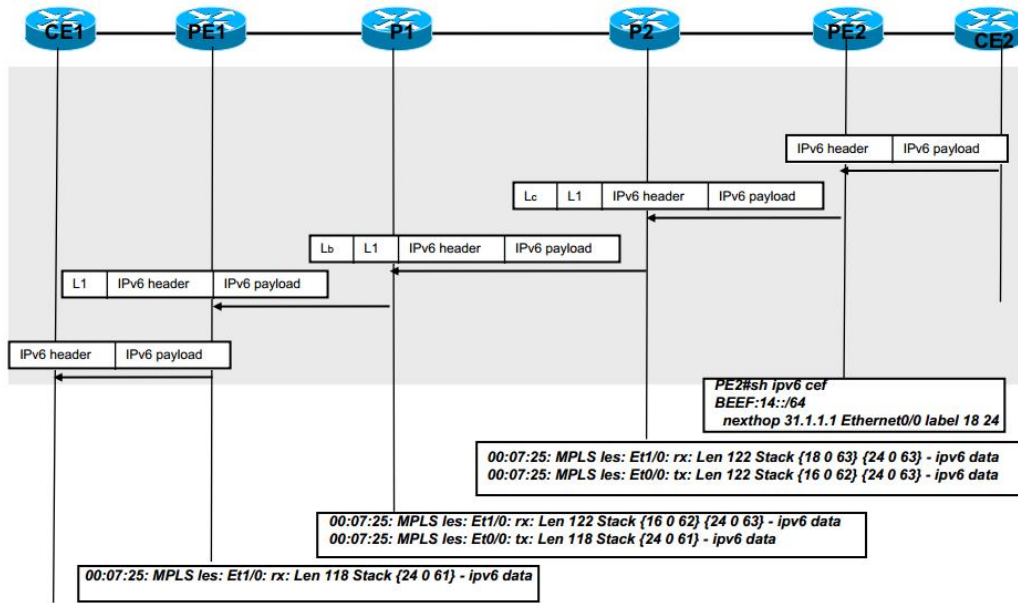 CE1 PE1 P1 P2 PE2 CE2
IPv6 header IPv6 payload
Lc L1 IPv6 header IPv6 payload
Lb L1 IPv6 header IPv6 payload
L1 IPv6 header IPv6 payload
IPv6 header IPv6 payload
PE2#sh ipv6 cef
BEEF:14::/64
nexthop 31.1.1.1 Ethernet0/0 label 18 24
00:07:25: MPLS les: Et1/0: rx: Len 122 Stack {18 0 63} {24 0 63} - ipv6 data
00:07:25: MPLS les: Et0/0: tx: Len 122 Stack {16 0 62} {24 0 63} - ipv6 data
00:07:25: MPLS les: Et1/0: rx: Len 122 Stack {16 0 62} {24 0 63} - ipv6 data
00:07:25: MPLS les: Et0/0: tx: Len 118 Stack {24 0 61} - ipv6 data
00:07:25: MPLS les: Et1/0: rx: Len 118 Stack {24 0 61} - ipv6 data